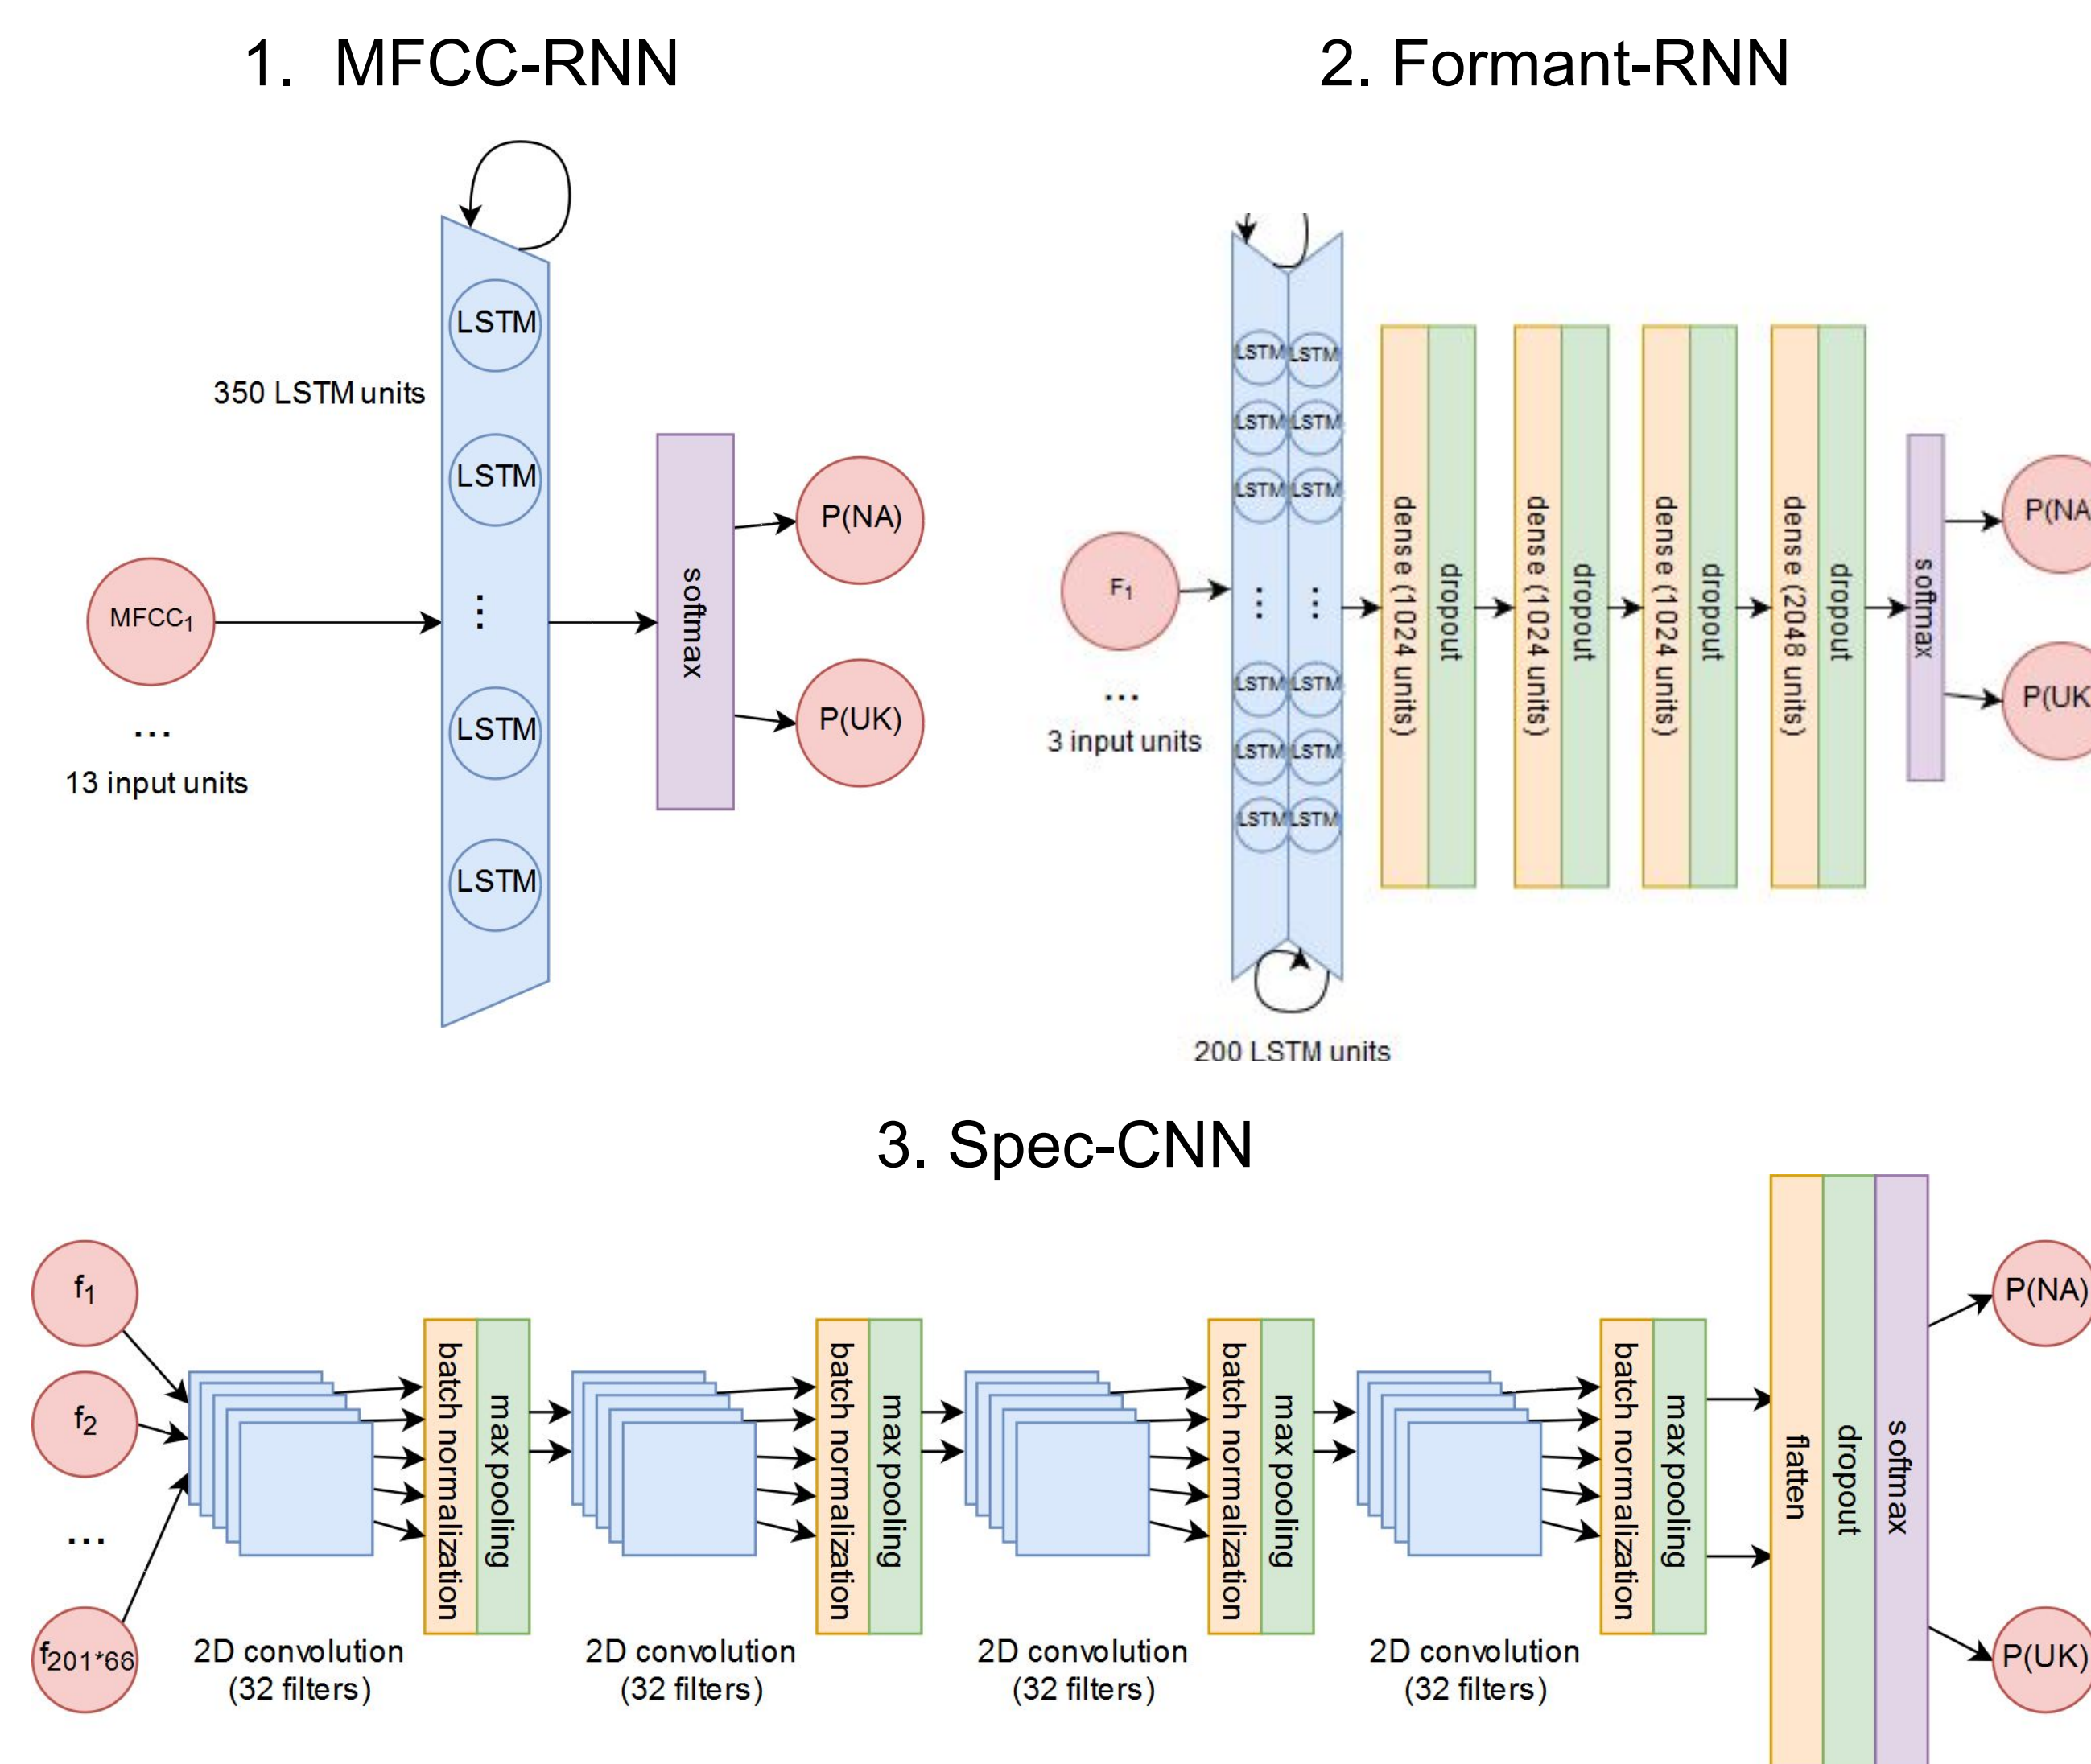 1. MFCC-RNN
2. Formant-RNN
LSTM
350 LSTM units
LSTM
MFCC1
...
13 input units
...
LSTM
LSTM
softmax
P(NA)
P(UK)
F1
...
3 input units
LSTM LSTM
LSTM LSTM
LSTM LSTM
... ...
LSTM LSTM
LSTM LSTM
LSTM LSTM
200 LSTM units
dense (1024 units)
dropout
dense (1024 units)
dropout
dense (1024 units)
dropout
dense (2048 units)
dropout
softmax
P(NA
P(UK
3. Spec-CNN
f1
f2
...
f201*66
2D convolution
(32 filters)
batch normalization
max pooling
2D convolution
(32 filters)
batch normalization
max pooling
2D convolution
(32 filters)
batch normalization
max pooling
2D convolution
(32 filters)
batch normalization
max pooling
flatten
dropout
softmax
P(NA)
P(UK)